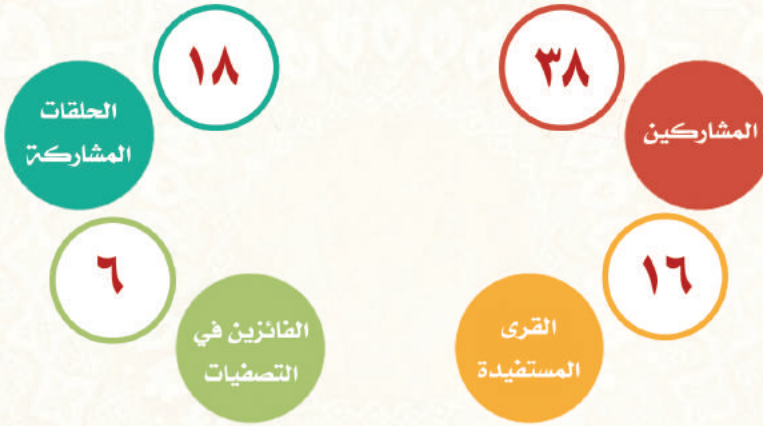 ٣٨
المشاركين
١٨
الحلقات
المشاركة
١٦
القرى
المستفيدة
٦
الفائزين في
التصفيات